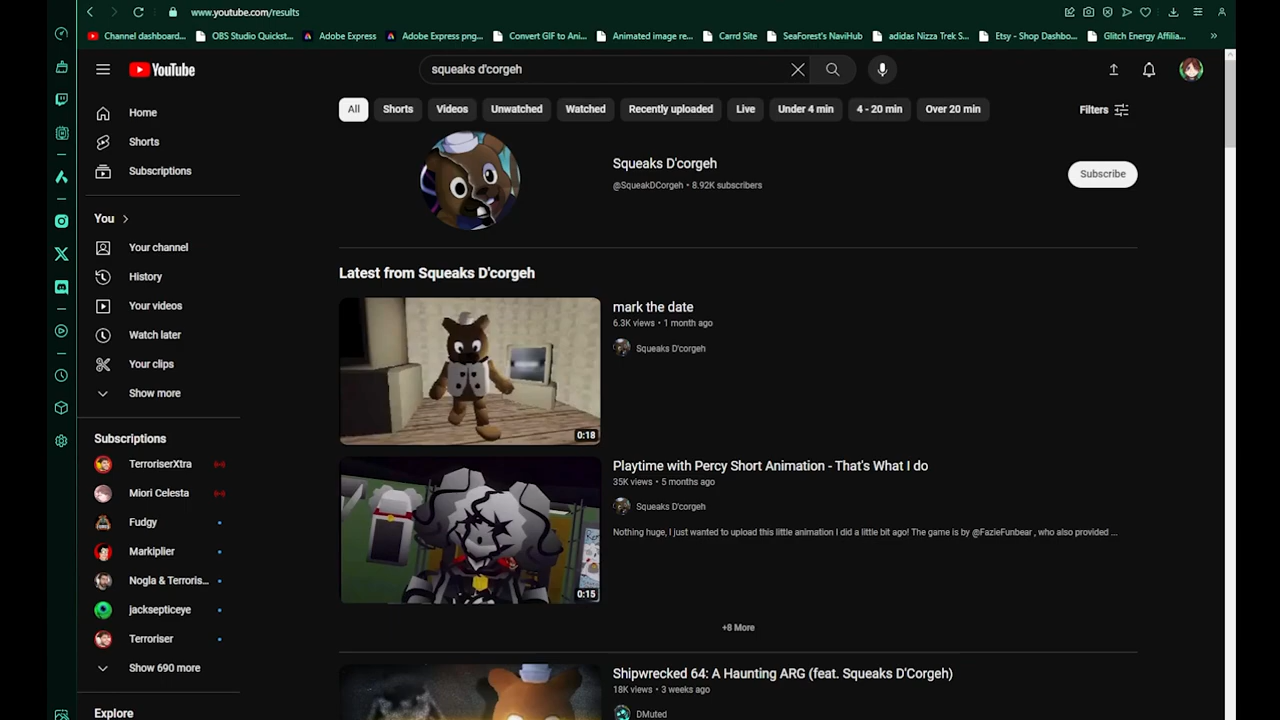 www.youtube.com/results
Channel dashboard...
OBS Studio Quickst...
Adobe Express
Adobe Express png...
Convert GIF to Ani...
Animated image re...
Carrd Site
SeaForest's NaviHub
adidas Nizza Trek S...
Etsy - Shop Dashbo...
Glitch Energy Affilia...
YouTube
squeaks d'corgeh
All
Shorts
Videos
Unwatched
Watched
Recently uploaded
Live
Under 4 min
4 - 20 min
Over 20 min
Filters
Home
Shorts
Subscriptions
You
Your channel
History
Your videos
Watch later
Your clips
Show more
Subscriptions
TerroriserXtra
Miori Celesta
Fudgy
Markiplier
Nogla & Terroris...
jacksepticeye
Terroriser
Show 690 more
Explore
Squeaks D'corgeh
@SqueakDCorgeh • 8.92K subscribers
Subscribe
Latest from Squeaks D'corgeh
0:18
mark the date
6.3K views • 1 month ago
Squeaks D'corgeh
0:15
Playtime with Percy Short Animation - That's What I do
35K views • 5 months ago
Squeaks D'corgeh
Nothing huge, I just wanted to upload this little animation I did a little bit ago! The game is by @FazieFunbear , who also provided ...
+8 More
Shipwrecked 64: A Haunting ARG (feat. Squeaks D'Corgeh)
18K views • 3 weeks ago
DMuted